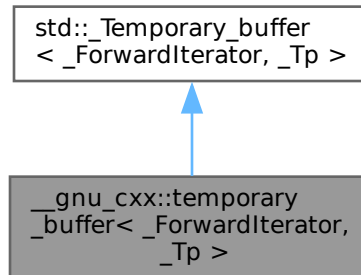 std::_Temporary_buffer
< _ForwardIterator, _Tp >
__gnu_cxx::temporary
_buffer< _ForwardIterator,
_Tp >